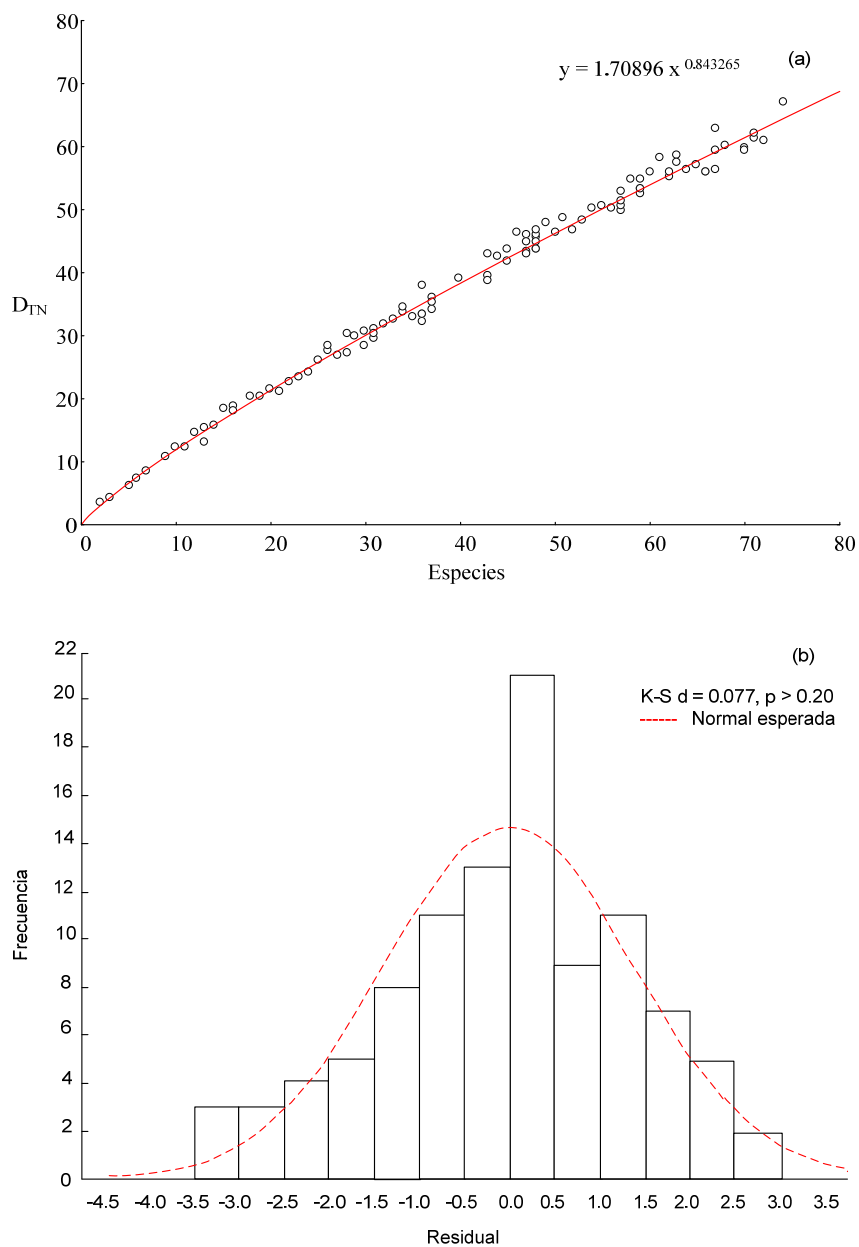 80
70
60
50
40
30
20
10
0
D_TN
y = 1.70896 x^0.843265
(a)
0 10 20 30 40 50 60 70 80
Especies
(b)
22
20
18
16
14
12
10
8
6
4
2
0
Frecuencia
K-S d = 0.077, p > 0.20
Normal esperada
-4.5 -4.0 -3.5 -3.0 -2.5 -2.0 -1.5 -1.0 -0.5 0.0 0.5 1.0 1.5 2.0 2.5 3.0 3.5
Residual